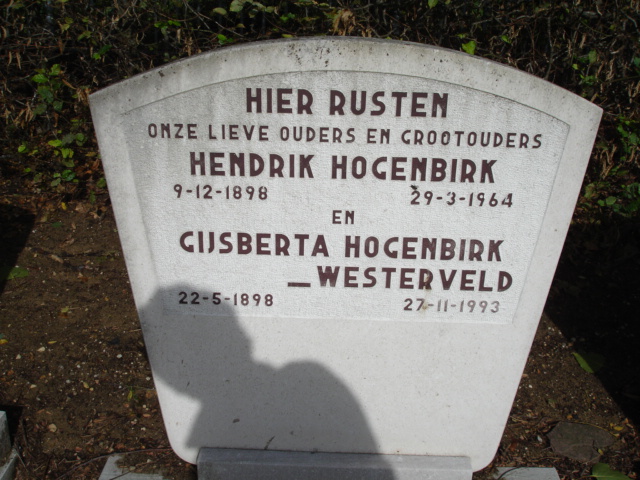 HIER RUSTEN
ONZE LIEVE OUDERS EN GROOTOUDERS
HENDRIK HOGENBIRK
9-12-1898 29-3-1964
EN
GIJSBERTA HOGENBIRK
_WESTERVELD
22-5-1898 27-11-1993